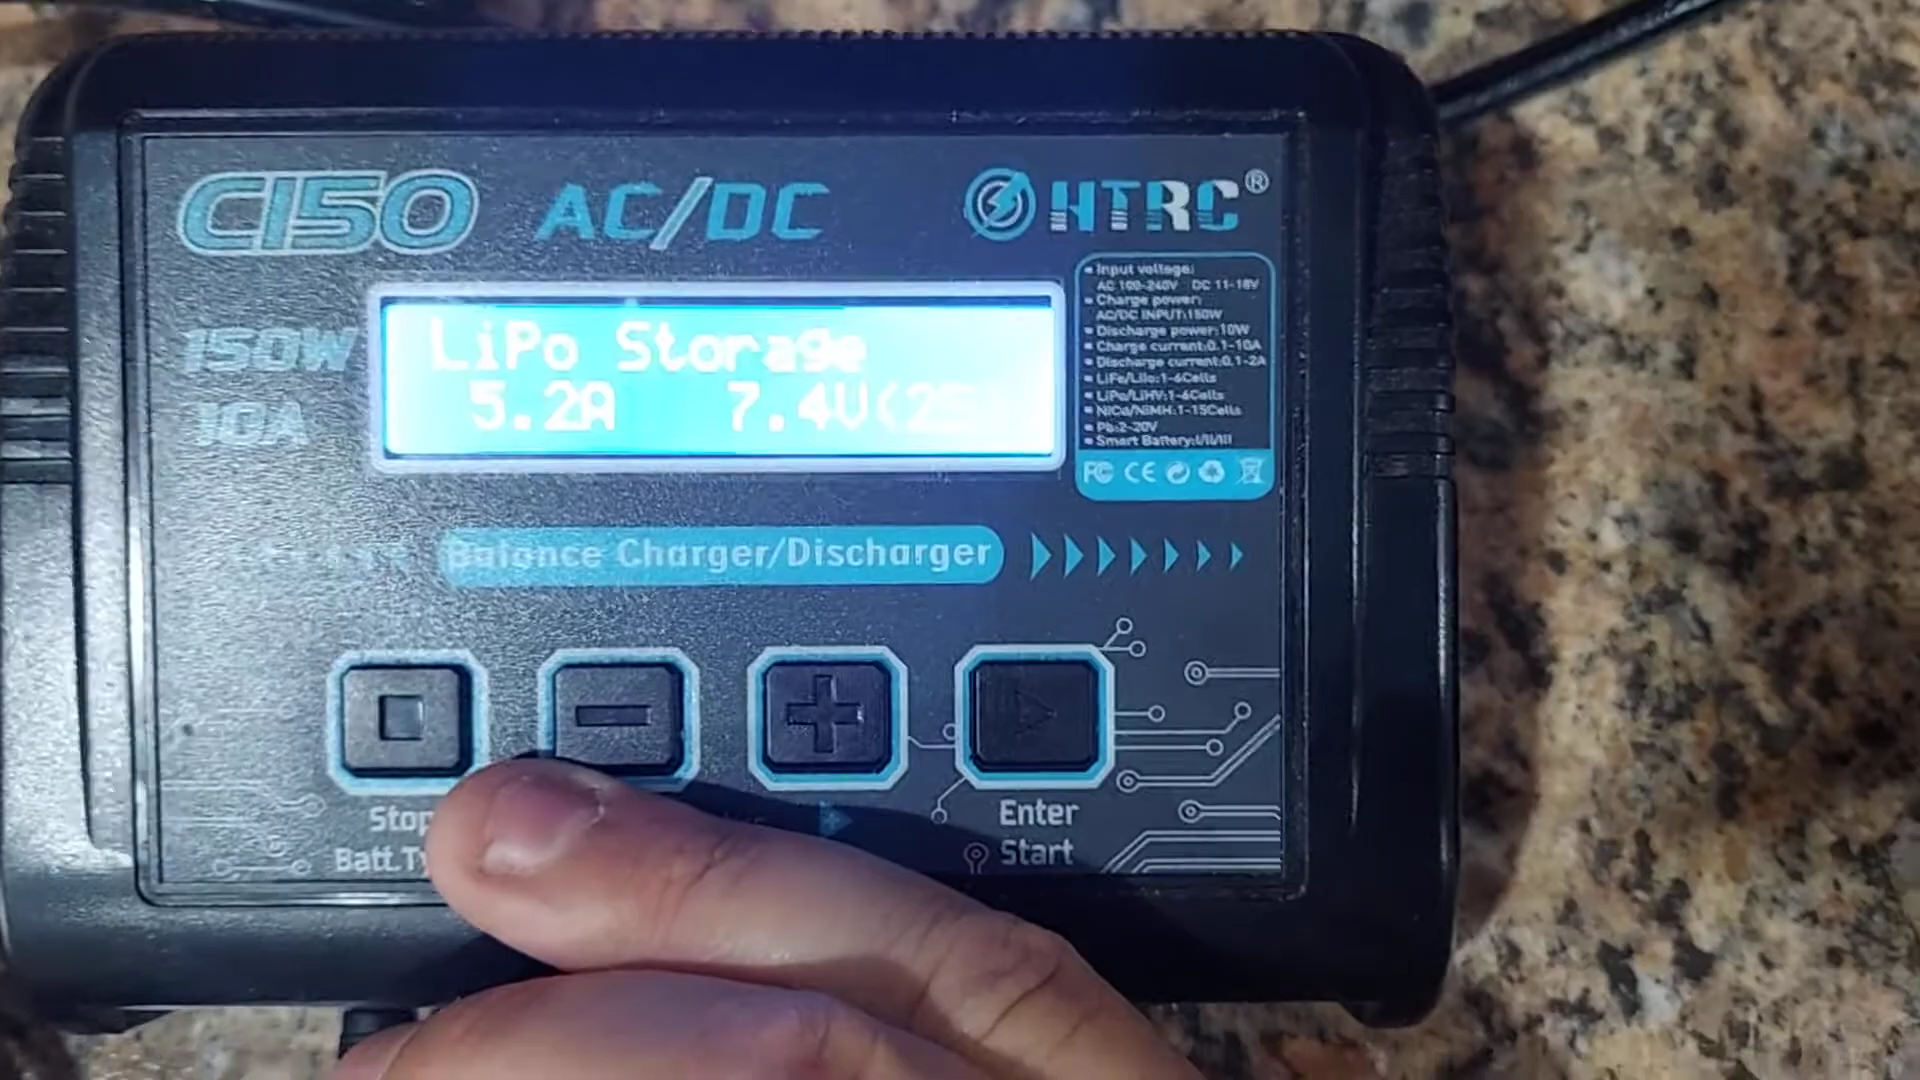 C150 AC/DC HTRC®
LiPo Storage
5.2A 7.4V(2S)
150W
10A
Input voltage:
AC 100-240V DC 11-18V
Charge power:
AC/DC INPUT:150W
Discharge power:10W
Charge current:0.1-10A
Discharge current:0.1-2A
LiFe/LiIo:1-6Cells
LiPo/LiHV:1-6Cells
NiCd/NiMH:1-15Cells
Pb:2-20V
Smart Battery:I/II/III
FC CE
Balance Charger/Discharger
Stop
Batt.Ty
Enter
Start